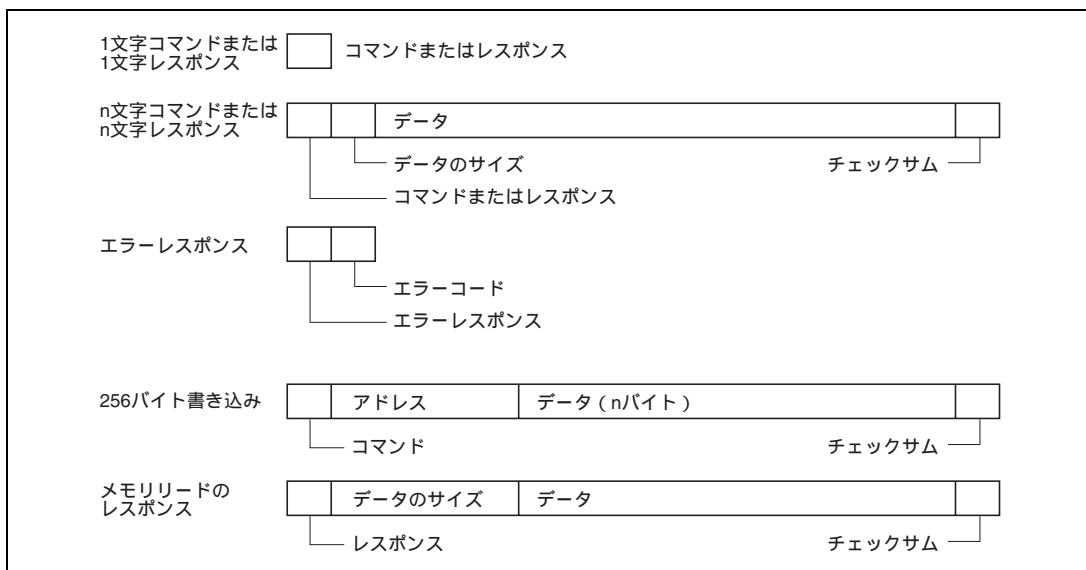 1文字コマンドまたは
1文字レスポンス
コマンドまたはレスポンス
n文字コマンドまたは
n文字レスポンス
データ
データのサイズ
チェックサム
コマンドまたはレスポンス
エラーレスポンス
エラーコード
エラーレスポンス
256バイト書き込み
アドレス
データ（nバイト）
コマンド
チェックサム
メモリリードの
レスポンス
データのサイズ
データ
レスポンス
チェックサム